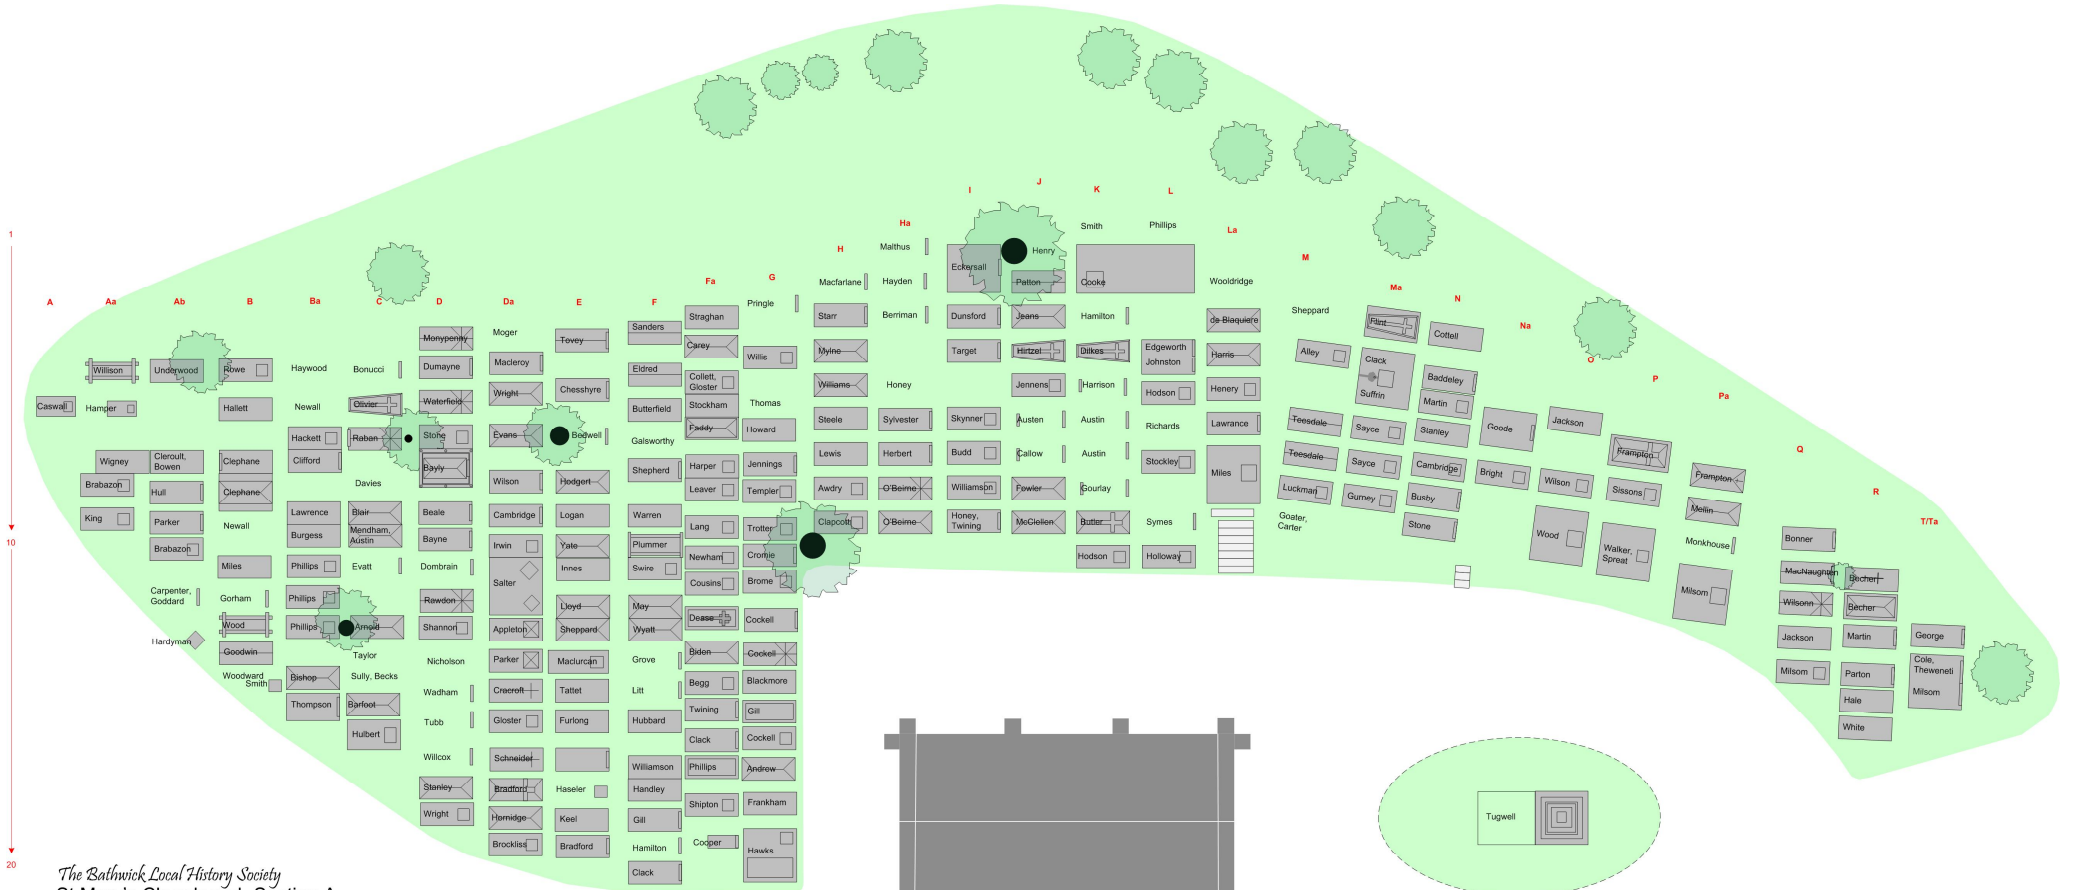 1
10
20
A
Aa
Ab
B
Ba
C
D
Da
E
F
Fa
G
H
Ha
I
J
K
L
La
M
Ma
N
Na
O
P
Pa
Q
R
T/Ta
Caswall
Willison
Hamper
Wigney
Brabazon
King
Underwood
Cleroult,
Bowen
Hull
Parker
Brabazon
Carpenter,
Goddard
Hardyman
Rowe
Hallett
Clephane
Clephane
Newall
Miles
Gorham
Wood
Goodwin
Woodward
Smith
Haywood
Newall
Hackett
Clifford
Lawrence
Burgess
Phillips
Phillips
Phillips
Bishop
Thompson
Bonucci
Olivier
Raban
Davies
Blair
Mendham,
Austin
Evatt
Arnold
Taylor
Sully, Becks
Barfoot
Hulbert
Monypenny
Dumayne
Waterfield
Stone
Bayly
Beale
Bayne
Dombrain
Rawdon
Shannon
Nicholson
Wadham
Tubb
Willcox
Stanley
Wright
Moger
Macleroy
Wright
Evans
Wilson
Cambridge
Irwin
Salter
Appleton
Parker
Cracroft
Gloster
Schneider
Bradford
Hornidge
Brockliss
Tovey
Chesshyre
Bedwell
Hodgert
Logan
Yate
Innes
Lloyd
Sheppard
Maclurcan
Tattet
Furlong
Haseler
Keel
Bradford
Sanders
Eldred
Butterfield
Galsworthy
Shepherd
Warren
Plummer
Swire
May
Wyatt
Grove
Litt
Hubbard
Williamson
Handley
Gill
Hamilton
Clack
Straghan
Carey
Collett,
Gloster
Stockham
Faddy
Harper
Leaver
Lang
Newham
Cousins
Dease
Biden
Begg
Twining
Clack
Phillips
Shipton
Cooper
Pringle
Willis
Thomas
Howard
Jennings
Templer
Trotter
Cromie
Brome
Cockell
Cockell
Blackmore
Gill
Cockell
Andrew
Frankham
Hawks
Macfarlane
Starr
Mylne
Williams
Steele
Lewis
Awdry
Clapcott
Malthus
Hayden
Berriman
Honey
Sylvester
Herbert
O'Beirne
O'Beirne
Eckersall
Dunsford
Target
Skynner
Budd
Williamson
Honey,
Twining
Henry
Patton
Jeans
Hirtzel
Jennens
Austen
Callow
Fowler
McClellen
Smith
Cooke
Hamilton
Dilkes
Harrison
Austin
Austin
Gourlay
Butler
Hodson
Phillips
Edgeworth
Johnston
Hodson
Richards
Stockley
Symes
Holloway
Wooldridge
de Blaquiere
Harris
Henery
Lawrance
Miles
Sheppard
Alley
Teesdale
Teesdale
Luckman
Goater,
Carter
Flint
Clack
Suffrin
Sayce
Sayce
Gurney
Cottell
Baddeley
Martin
Stanley
Cambridge
Busby
Stone
Goode
Bright
Jackson
Wilson
Wood
Frampton
Sissons
Walker,
Spreat
Frampton
Mellin
Monkhouse
Milsom
Bonner
MacNaughten
Wilsonn
Jackson
Milsom
Becher
Becher
Martin
Parton
Hale
White
George
Cole,
Theweneti
Milsom
Tugwell
The Bathwick Local History Society